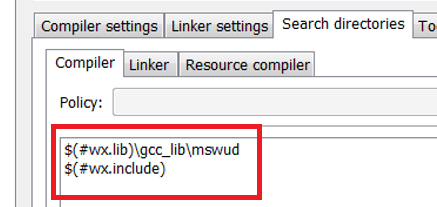 Compiler settings Linker settings Search directories
Compiler Linker Resource compiler
Policy:
$(#wx.lib)\gcc_lib\mswud
$(#wx.include)